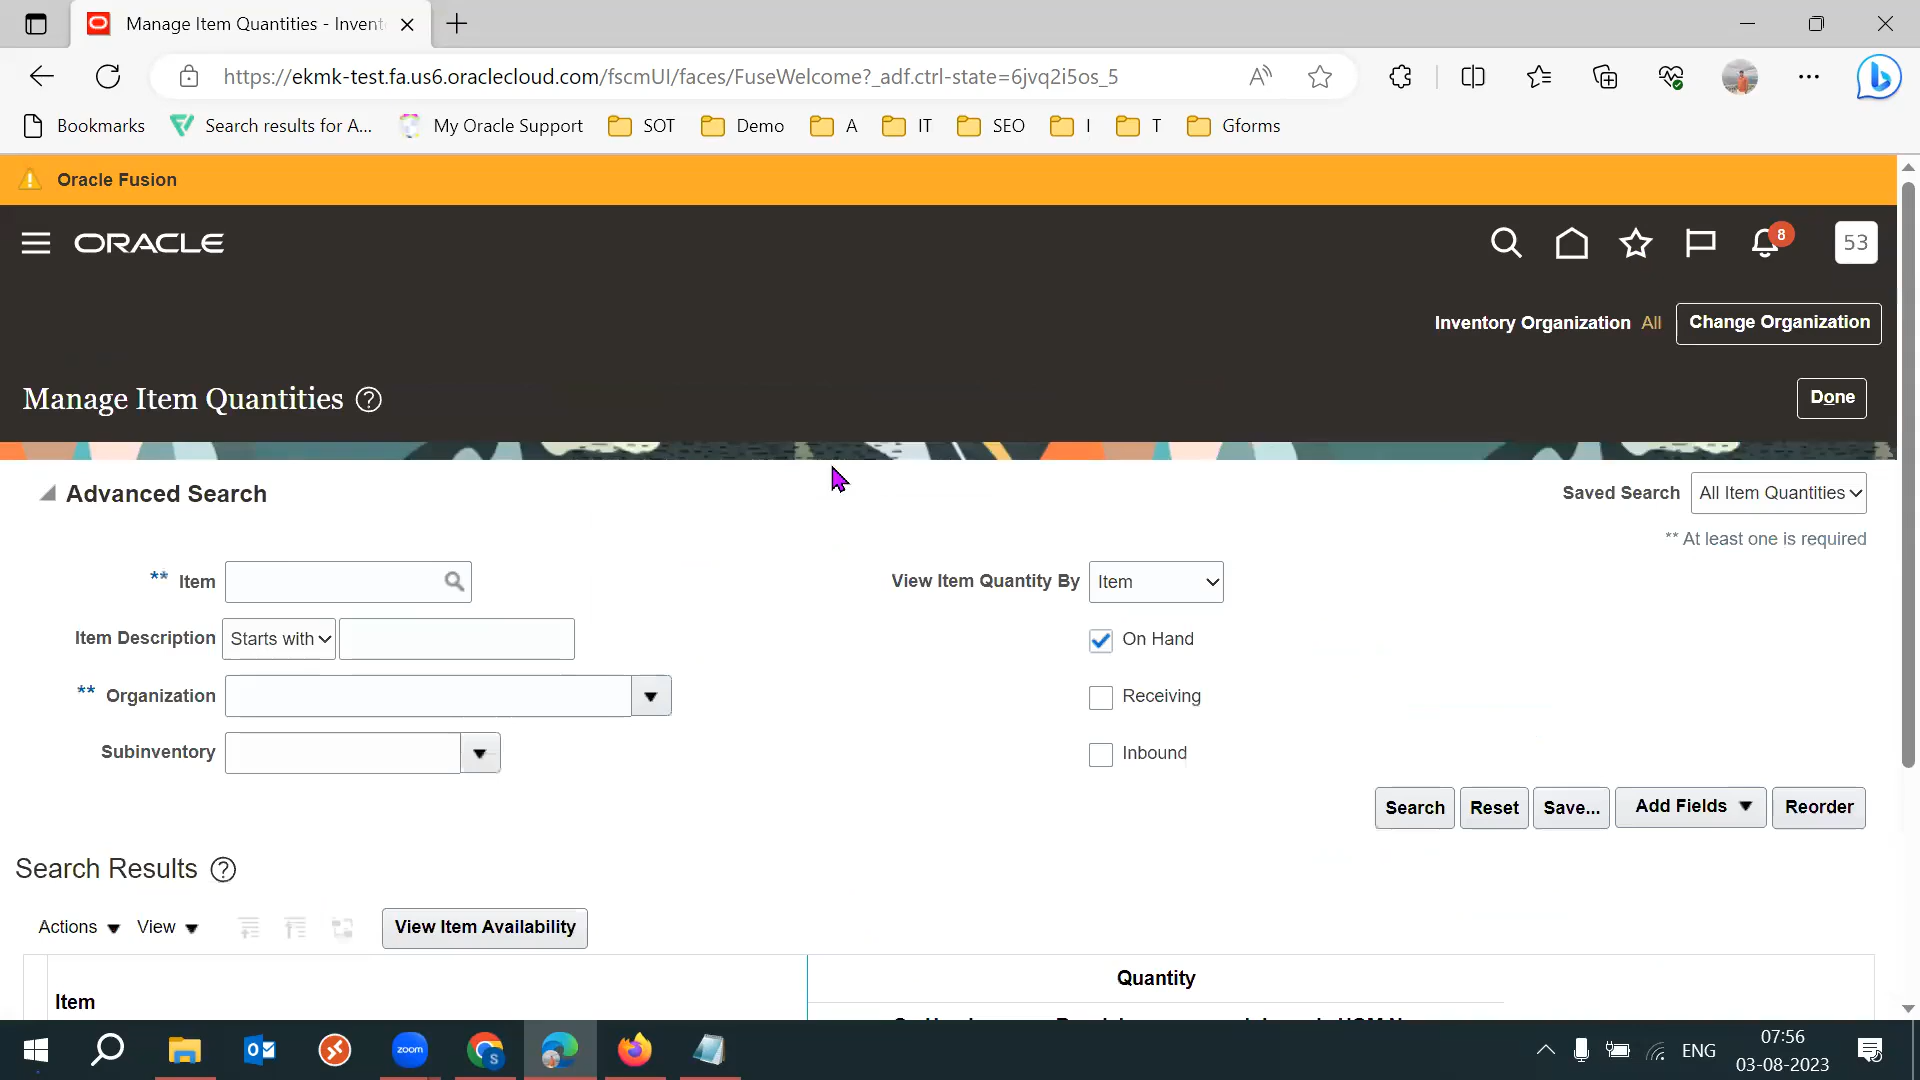 Manage Item Quantities - Invent
https://ekmk-test.fa.us6.oraclecloud.com/fscmUI/faces/FuseWelcome?_adf.ctrl-state=6jvq2i5os_5
Bookmarks Search results for A... My Oracle Support SOT Demo A IT SEO I T Gforms
Oracle Fusion
ORACLE
8
53
Inventory Organization All Change Organization
Manage Item Quantities
Done
Advanced Search
Saved Search All Item Quantities
** At least one is required
** Item
View Item Quantity By Item
Item Description Starts with
On Hand
** Organization
Receiving
Subinventory
Inbound
Search Reset Save... Add Fields Reorder
Search Results
Actions View View Item Availability
Quantity
Item
zoom
S
ENG
07:56
03-08-2023